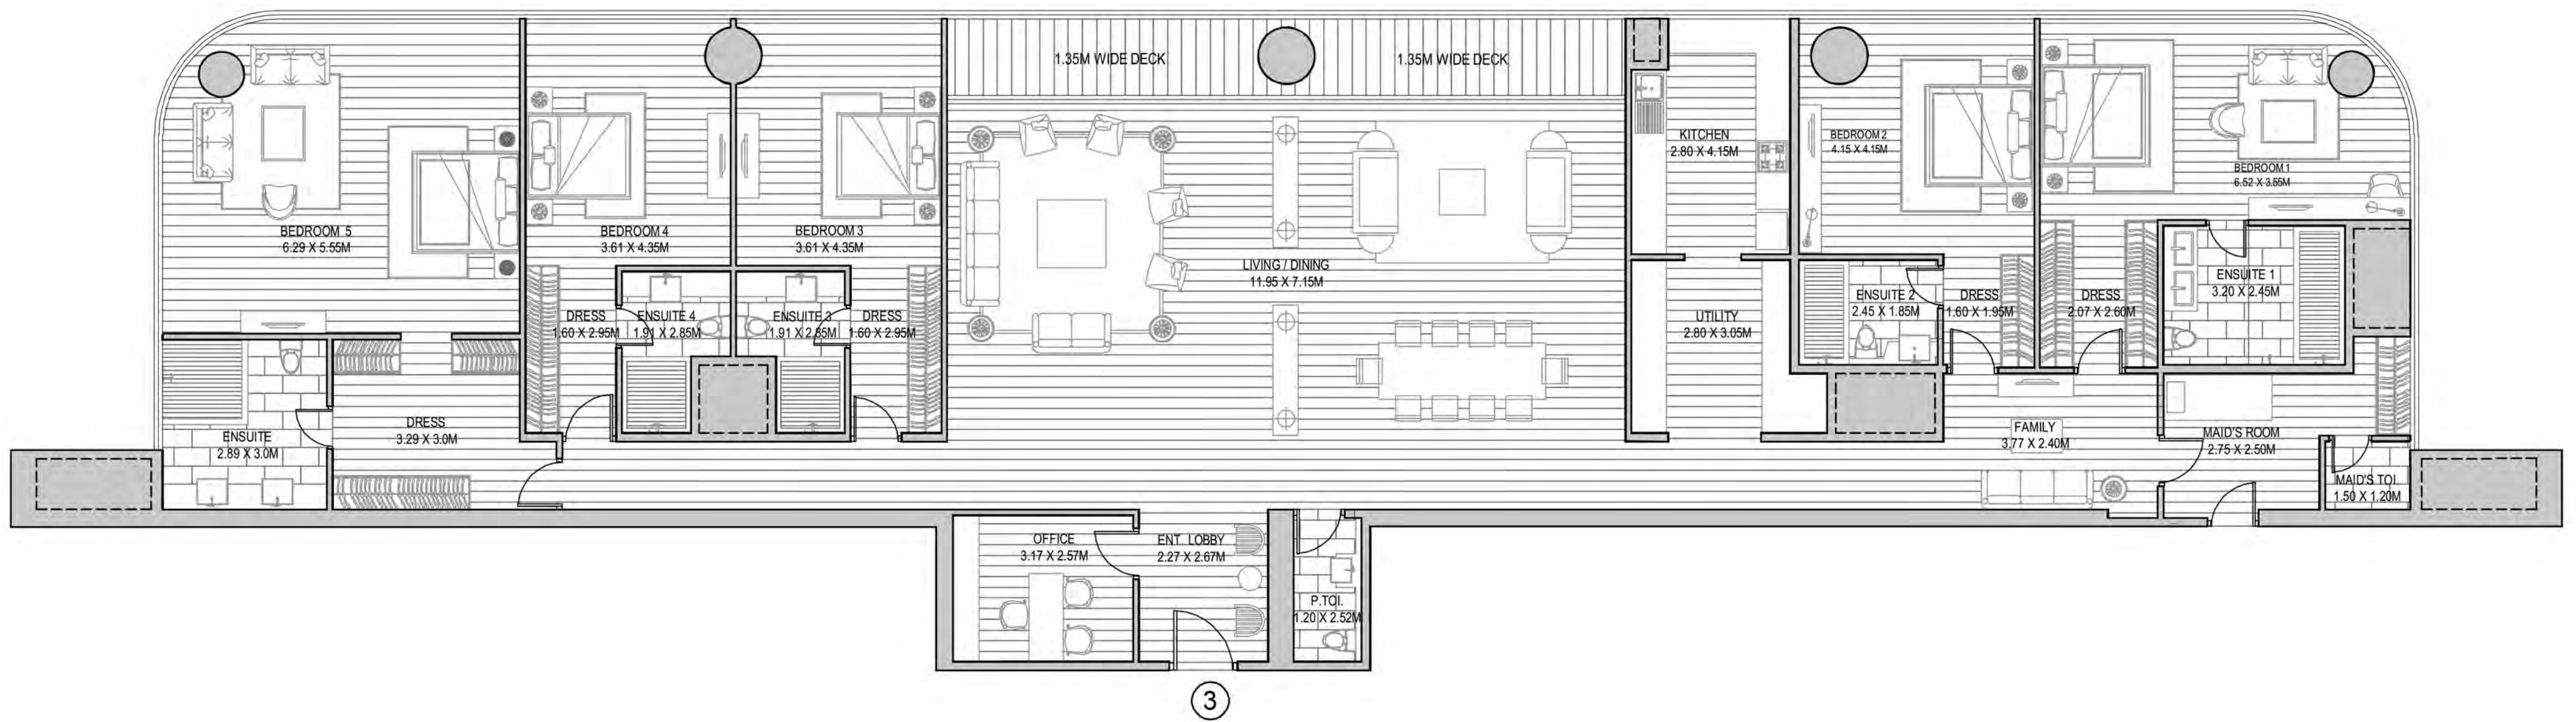 1.35M WIDE DECK
1.35M WIDE DECK
KITCHEN
2.80 X 4.15M
BEDROOM 2
4.15 X 4.15M
BEDROOM 1
6.52 X 3.55M
BEDROOM 5
6.29 X 5.55M
BEDROOM 4
3.61 X 4.35M
BEDROOM 3
3.61 X 4.35M
LIVING / DINING
11.95 X 7.15M
ENSUITE 1
3.20 X 2.45M
ENSUITE 2
2.45 X 1.85M
DRESS
1.60 X 1.95M
DRESS
2.07 X 2.60M
DRESS
1.60 X 2.95M
ENSUITE 4
1.91 X 2.85M
ENSUITE 3
1.91 X 2.85M
DRESS
1.60 X 2.95M
UTILITY
2.80 X 3.05M
ENSUITE
2.89 X 3.0M
DRESS
3.29 X 3.0M
FAMILY
3.77 X 2.40M
MAID'S ROOM
2.75 X 2.50M
MAID'S TOI.
1.50 X 1.20M
OFFICE
3.17 X 2.57M
ENT. LOBBY
2.27 X 2.67M
P.TOI.
1.20 X 2.52M
3